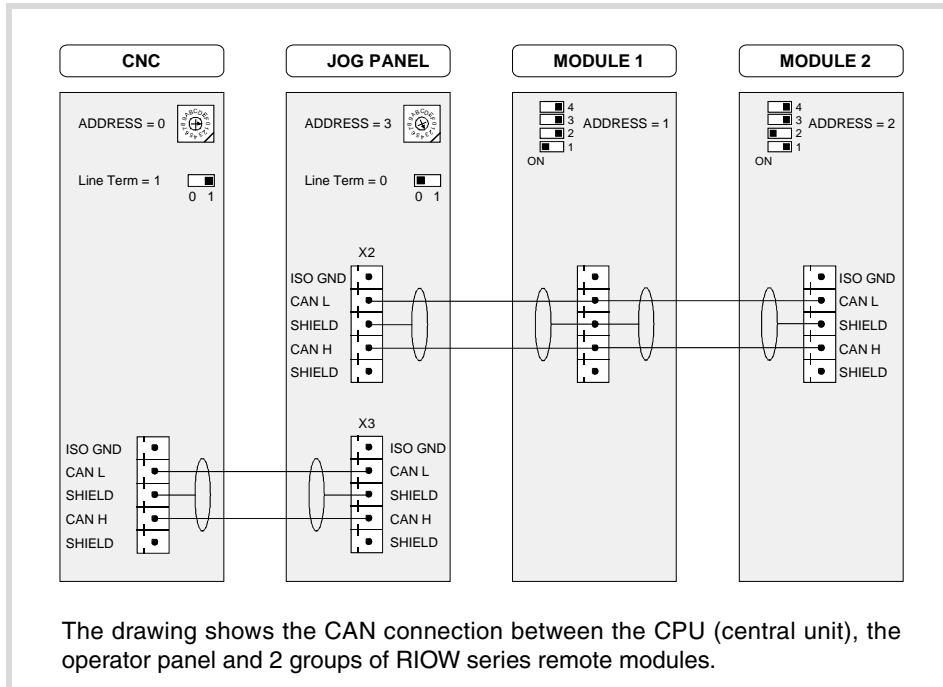 CNC
JOG PANEL
MODULE 1
MODULE 2
ADDRESS = 0
ADDRESS = 3
4
3
2
1
ON
ADDRESS = 1
4
3
2
1
ON
ADDRESS = 2
Line Term = 1
0 1
Line Term = 0
0 1
X2
ISO GND
CAN L
SHIELD
CAN H
SHIELD
ISO GND
CAN L
SHIELD
CAN H
SHIELD
X3
ISO GND
CAN L
SHIELD
CAN H
SHIELD
ISO GND
CAN L
SHIELD
CAN H
SHIELD
The drawing shows the CAN connection between the CPU (central unit), the
operator panel and 2 groups of RIOW series remote modules.